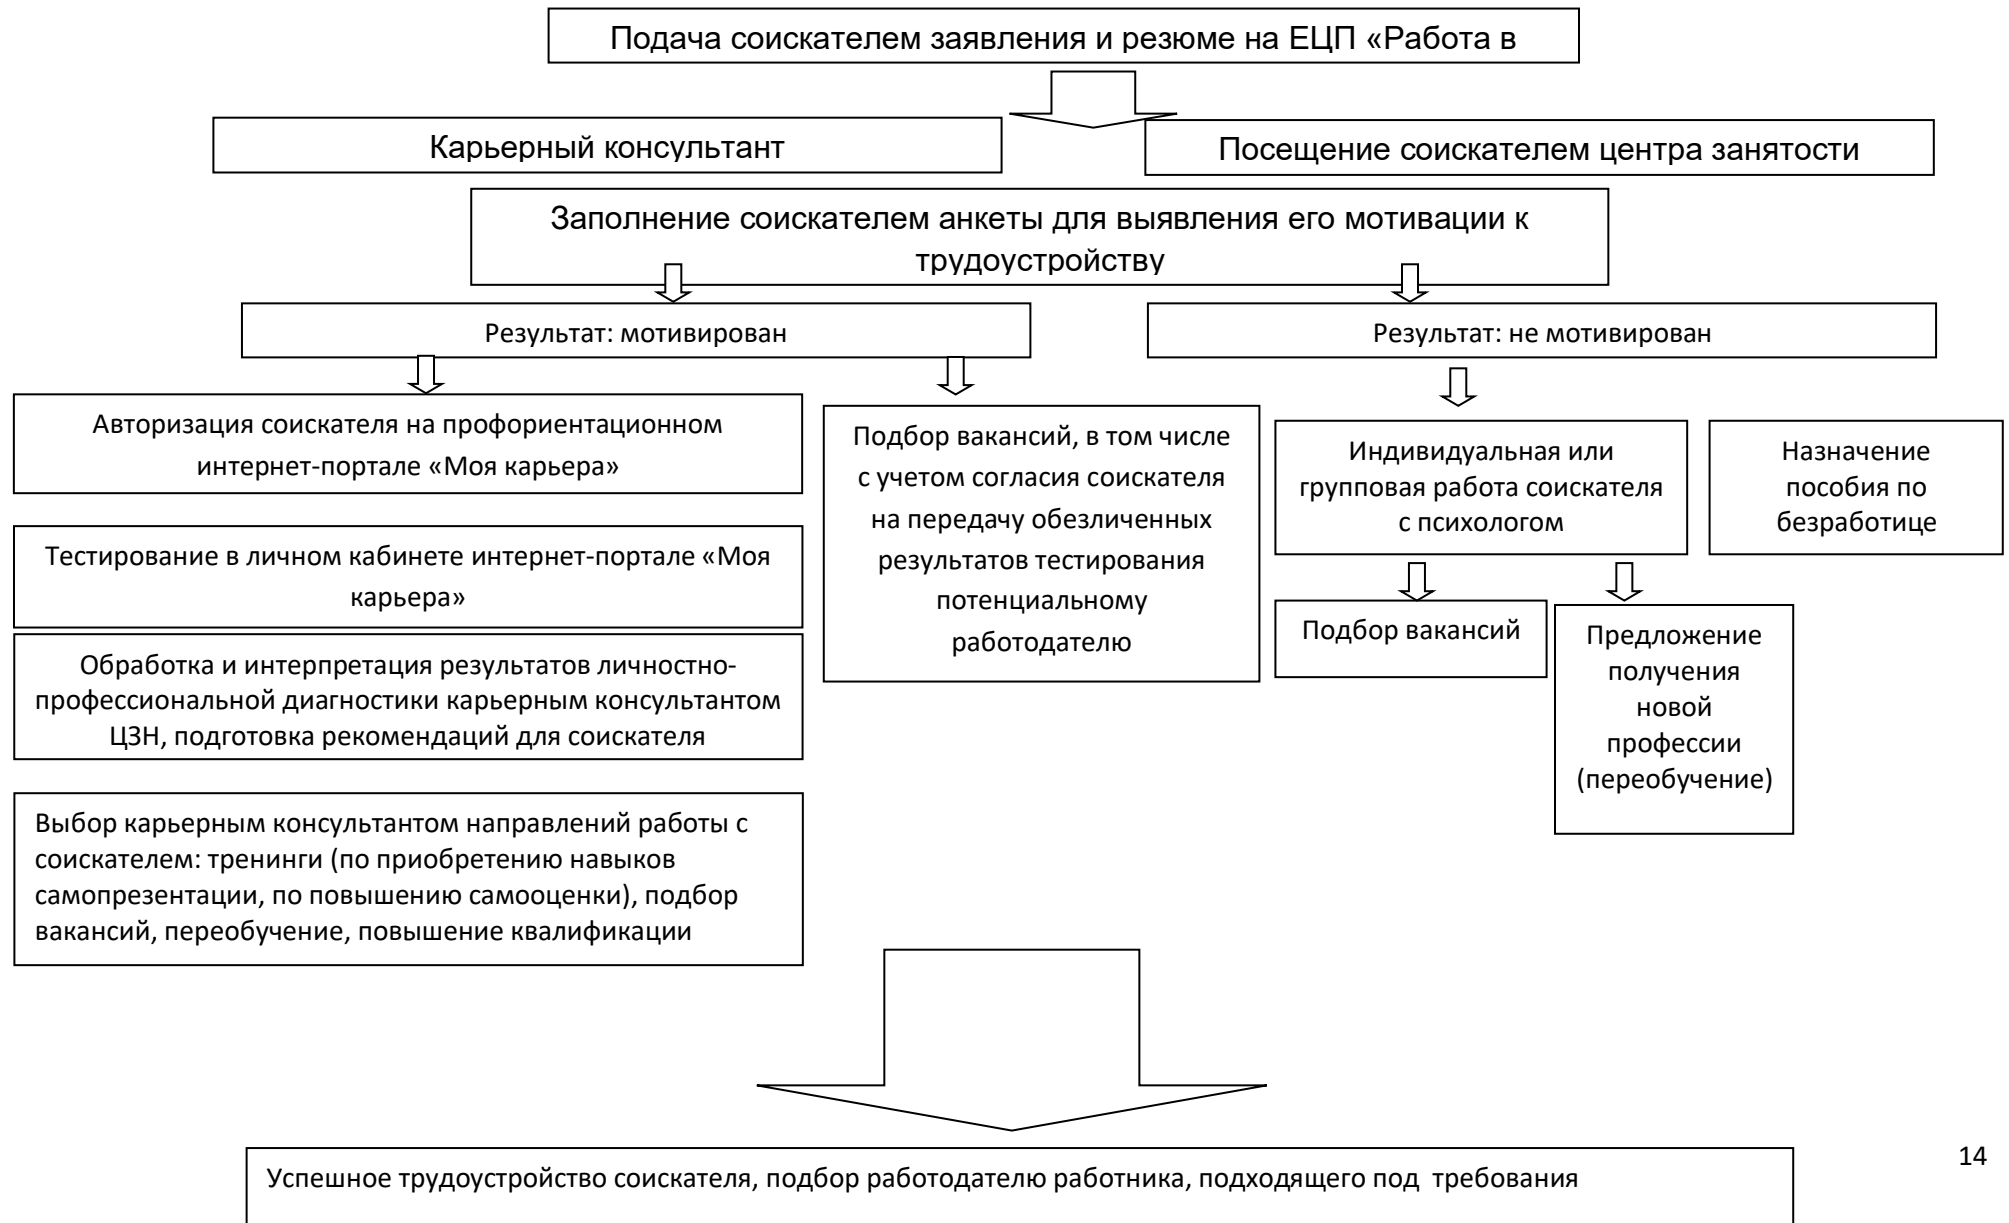 Подача соискателем заявления и резюме на ЕЦП «Работа в
Карьерный консультант
Посещение соискателем центра занятости
Заполнение соискателем анкеты для выявления его мотивации к
трудоустройству
Результат: мотивирован
Результат: не мотивирован
Авторизация соискателя на профориентационном
интернет-портале «Моя карьера»
Тестирование в личном кабинете интернет-портале «Моя
карьера»
Обработка и интерпретация результатов личностно-
профессиональной диагностики карьерным консультантом
ЦЗН, подготовка рекомендаций для соискателя
Выбор карьерным консультантом направлений работы с
соискателем: тренинги (по приобретению навыков
самопрезентации, по повышению самооценки), подбор
вакансий, переобучение, повышение квалификации
Подбор вакансий, в том числе
с учетом согласия соискателя
на передачу обезличенных
результатов тестирования
потенциальному
работодателю
Индивидуальная или
групповая работа соискателя
с психологом
Назначение
пособия по
безработице
Подбор вакансий
Предложение
получения
новой
профессии
(переобучение)
Успешное трудоустройство соискателя, подбор работодателю работника, подходящего под  требования
14